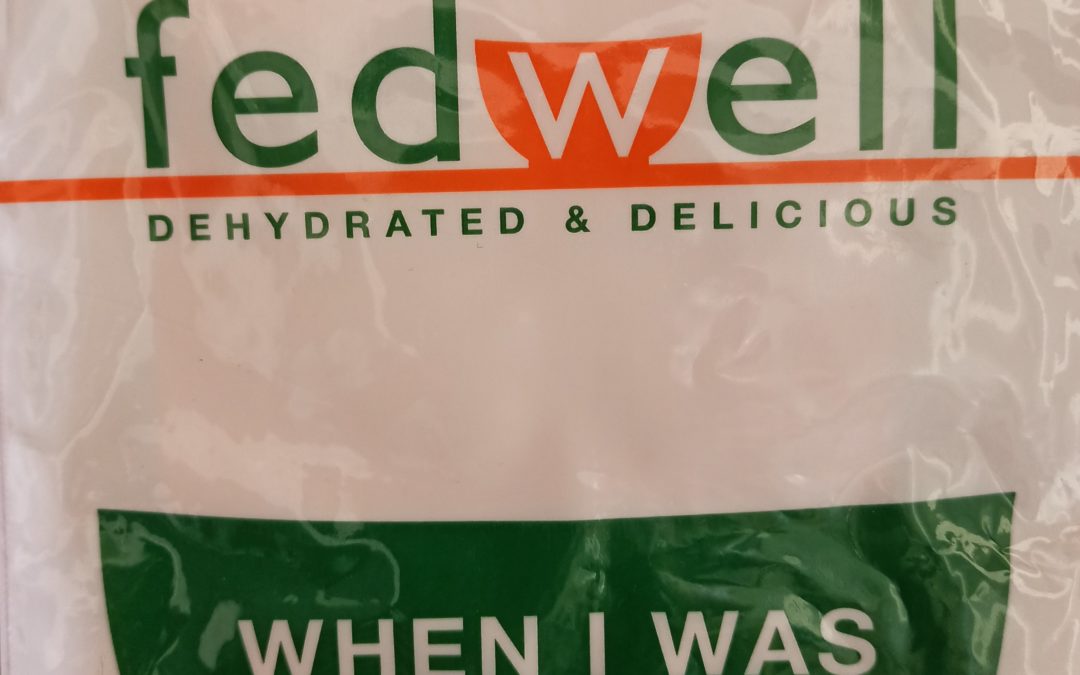 fedwell
DEHYDRATED & DELICIOUS
WHEN I WAS